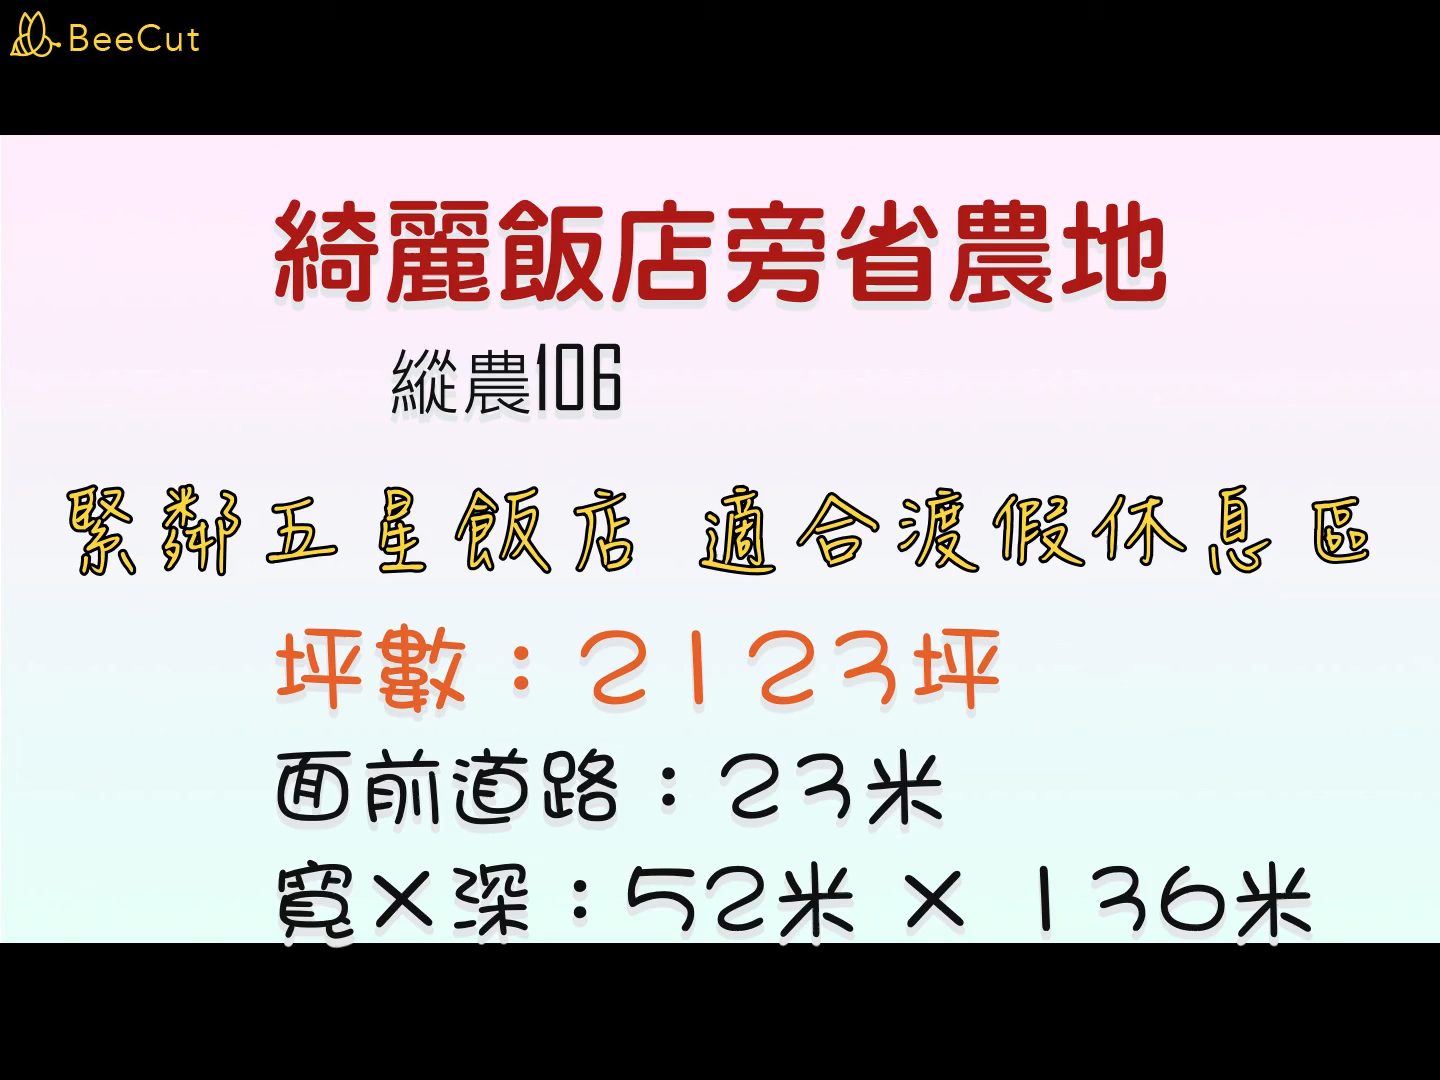 BeeCut
綺麗飯店旁省農地
縱農106
緊鄰五星飯店 適合渡假休息區
坪數：2123坪
面前道路：23米
寬×深：52米 × 136米